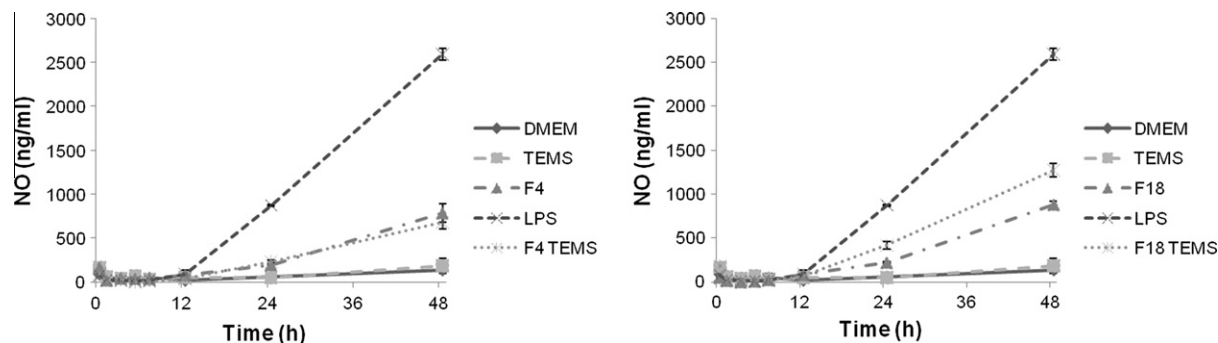 3000
2500
2000
1500
1000
500
0
NO (ng/ml)
0 12 24 36 48
Time (h)
DMEM
TEMS
F4
LPS
F4 TEMS
3000
2500
2000
1500
1000
500
0
NO (ng/ml)
0 12 24 36 48
Time (h)
DMEM
TEMS
F18
LPS
F18 TEMS